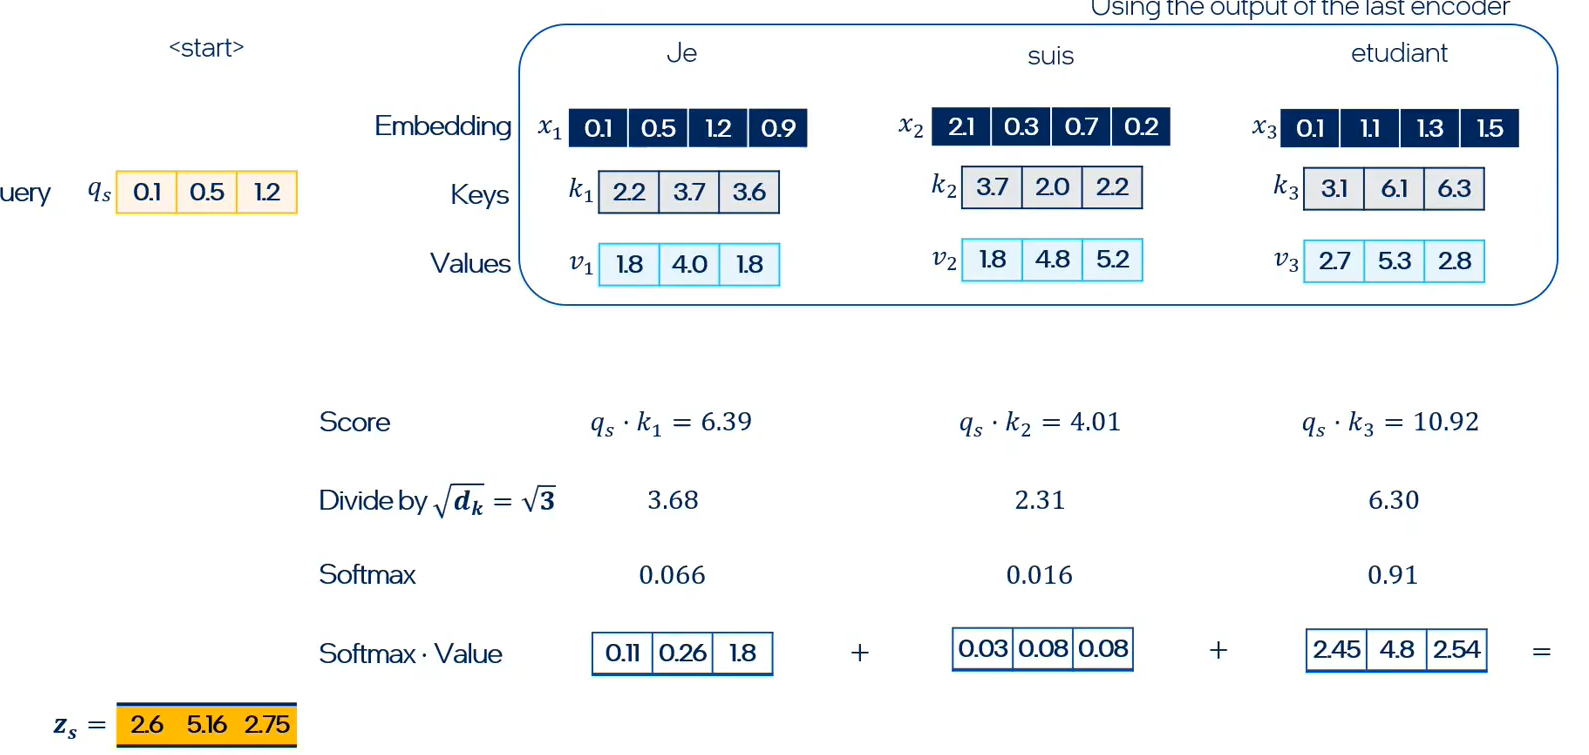 Using the output of the last encoder
<start> Je suis etudiant
Embedding x₁ 0.1 0.5 1.2 0.9 x₂ 2.1 0.3 0.7 0.2 x₃ 0.1 1.1 1.3 1.5
uery qₛ 0.1 0.5 1.2 Keys k₁ 2.2 3.7 3.6 k₂ 3.7 2.0 2.2 k₃ 3.1 6.1 6.3
Values v₁ 1.8 4.0 1.8 v₂ 1.8 4.8 5.2 v₃ 2.7 5.3 2.8
Score qₛ · k₁ = 6.39 qₛ · k₂ = 4.01 qₛ · k₃ = 10.92
Divide by √dₖ = √3 3.68 2.31 6.30
Softmax 0.066 0.016 0.91
Softmax · Value 0.11 0.26 1.8 + 0.03 0.08 0.08 + 2.45 4.8 2.54 =
zₛ = 2.6 5.16 2.75